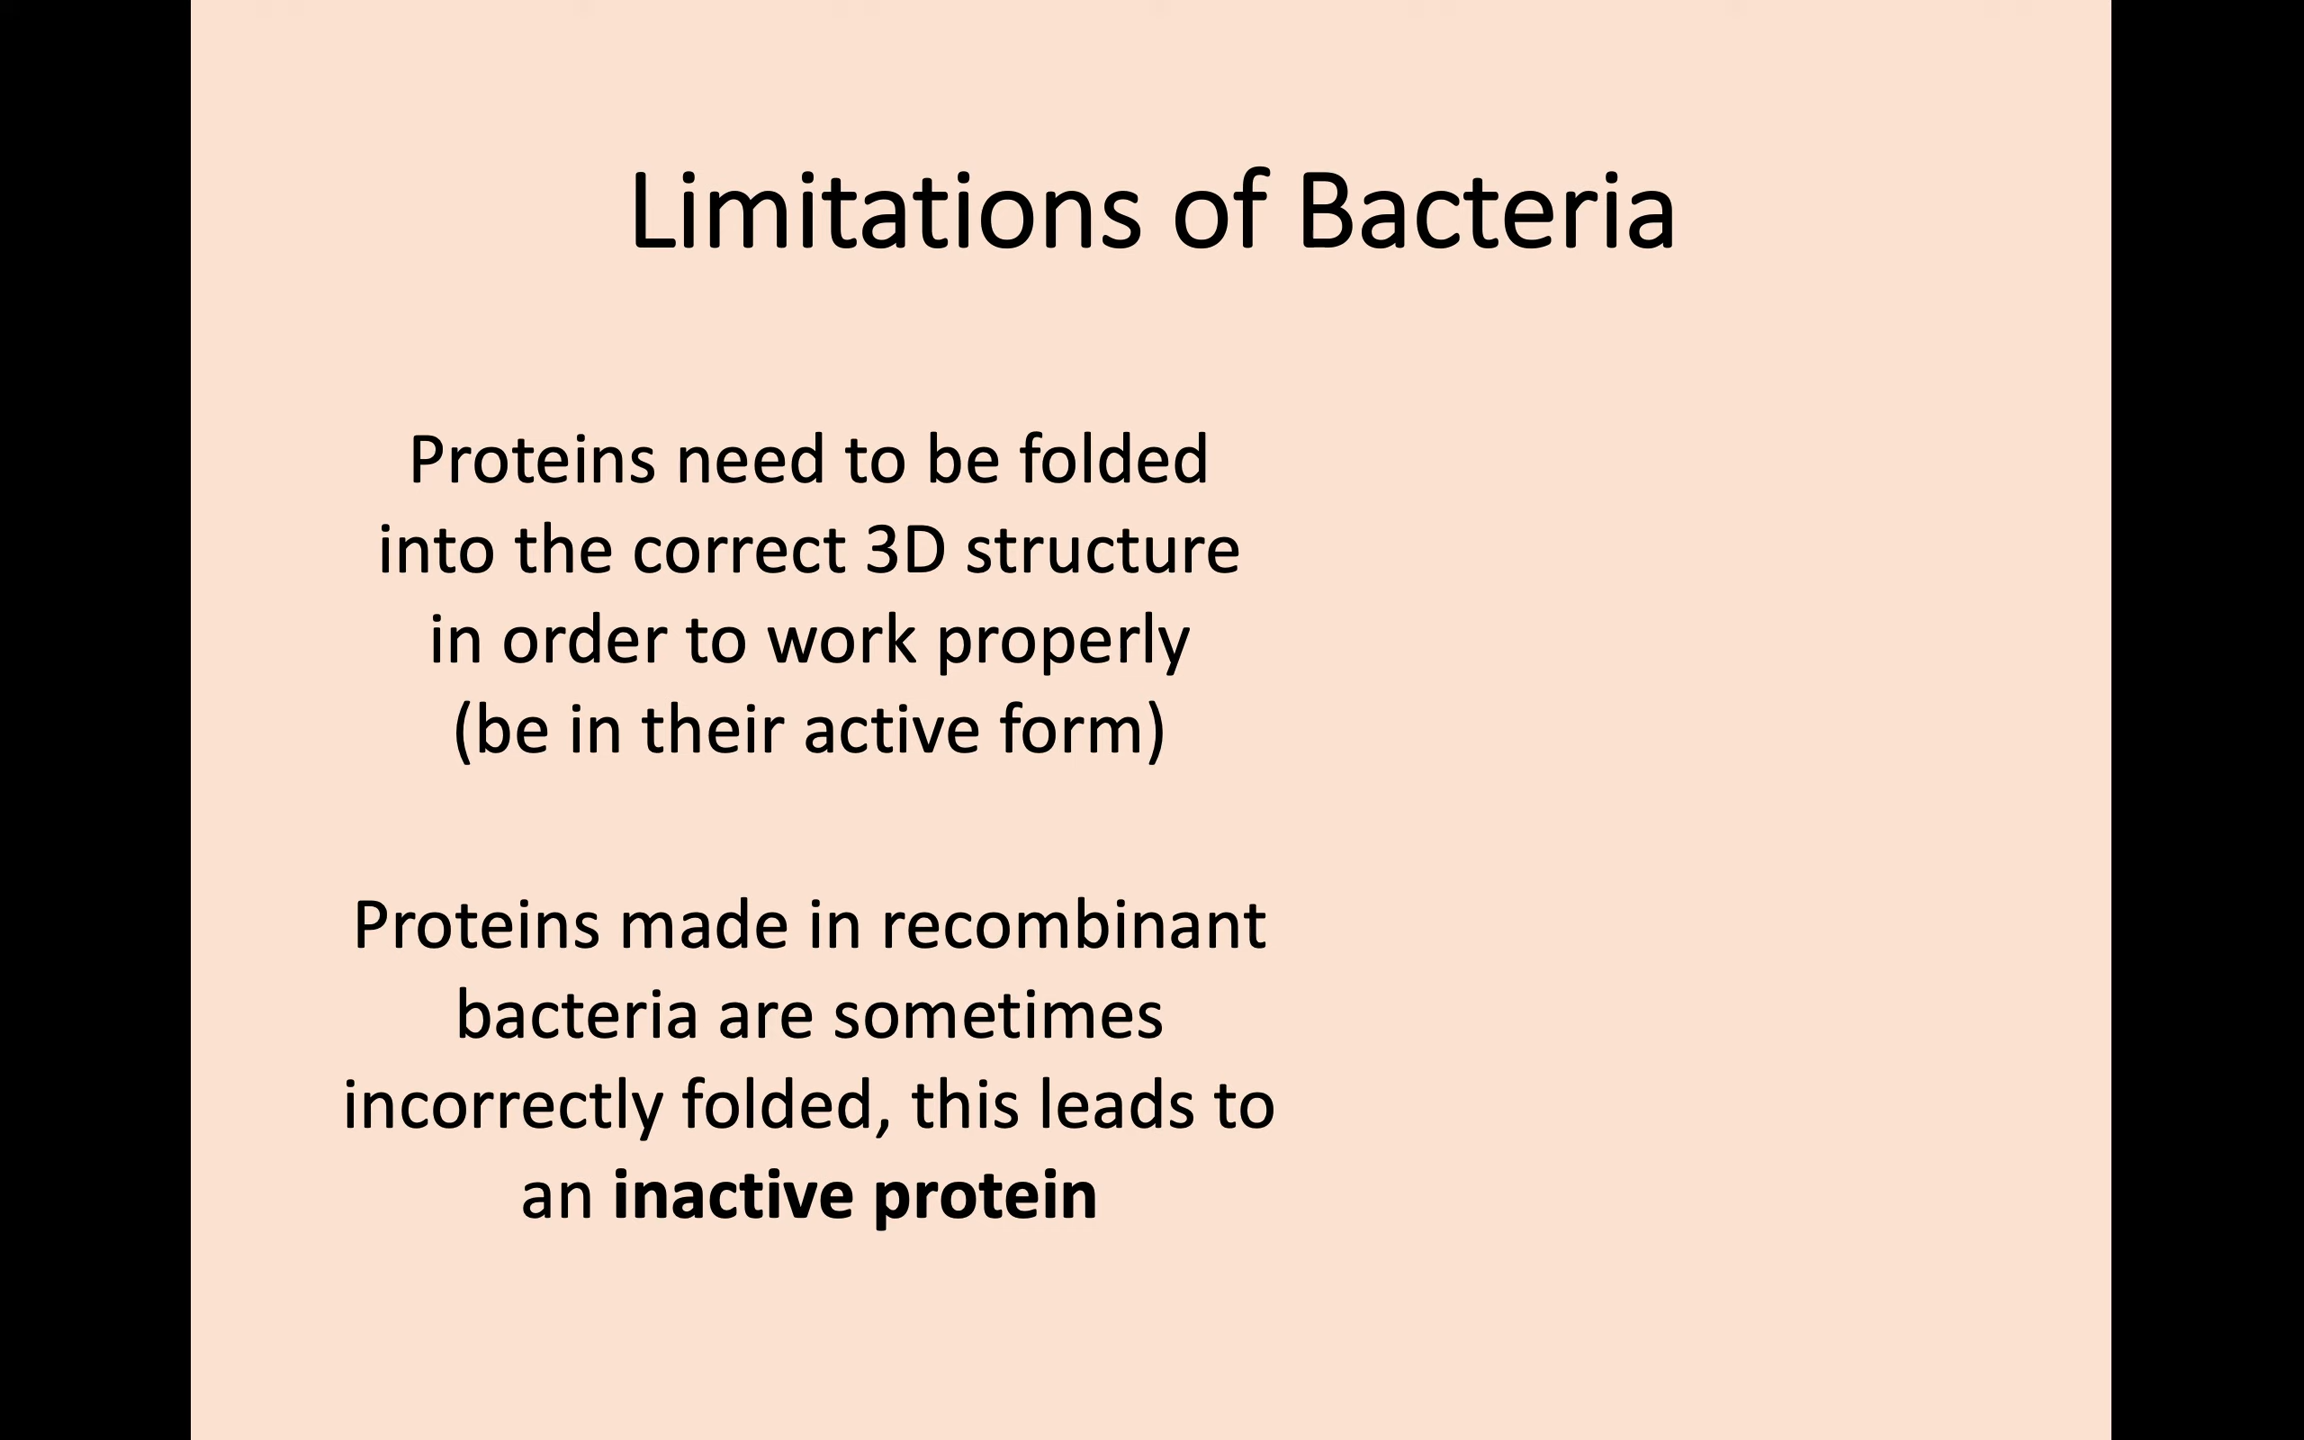 Limitations of Bacteria
Proteins need to be folded
into the correct 3D structure
in order to work properly
(be in their active form)
Proteins made in recombinant
bacteria are sometimes
incorrectly folded, this leads to
an inactive protein